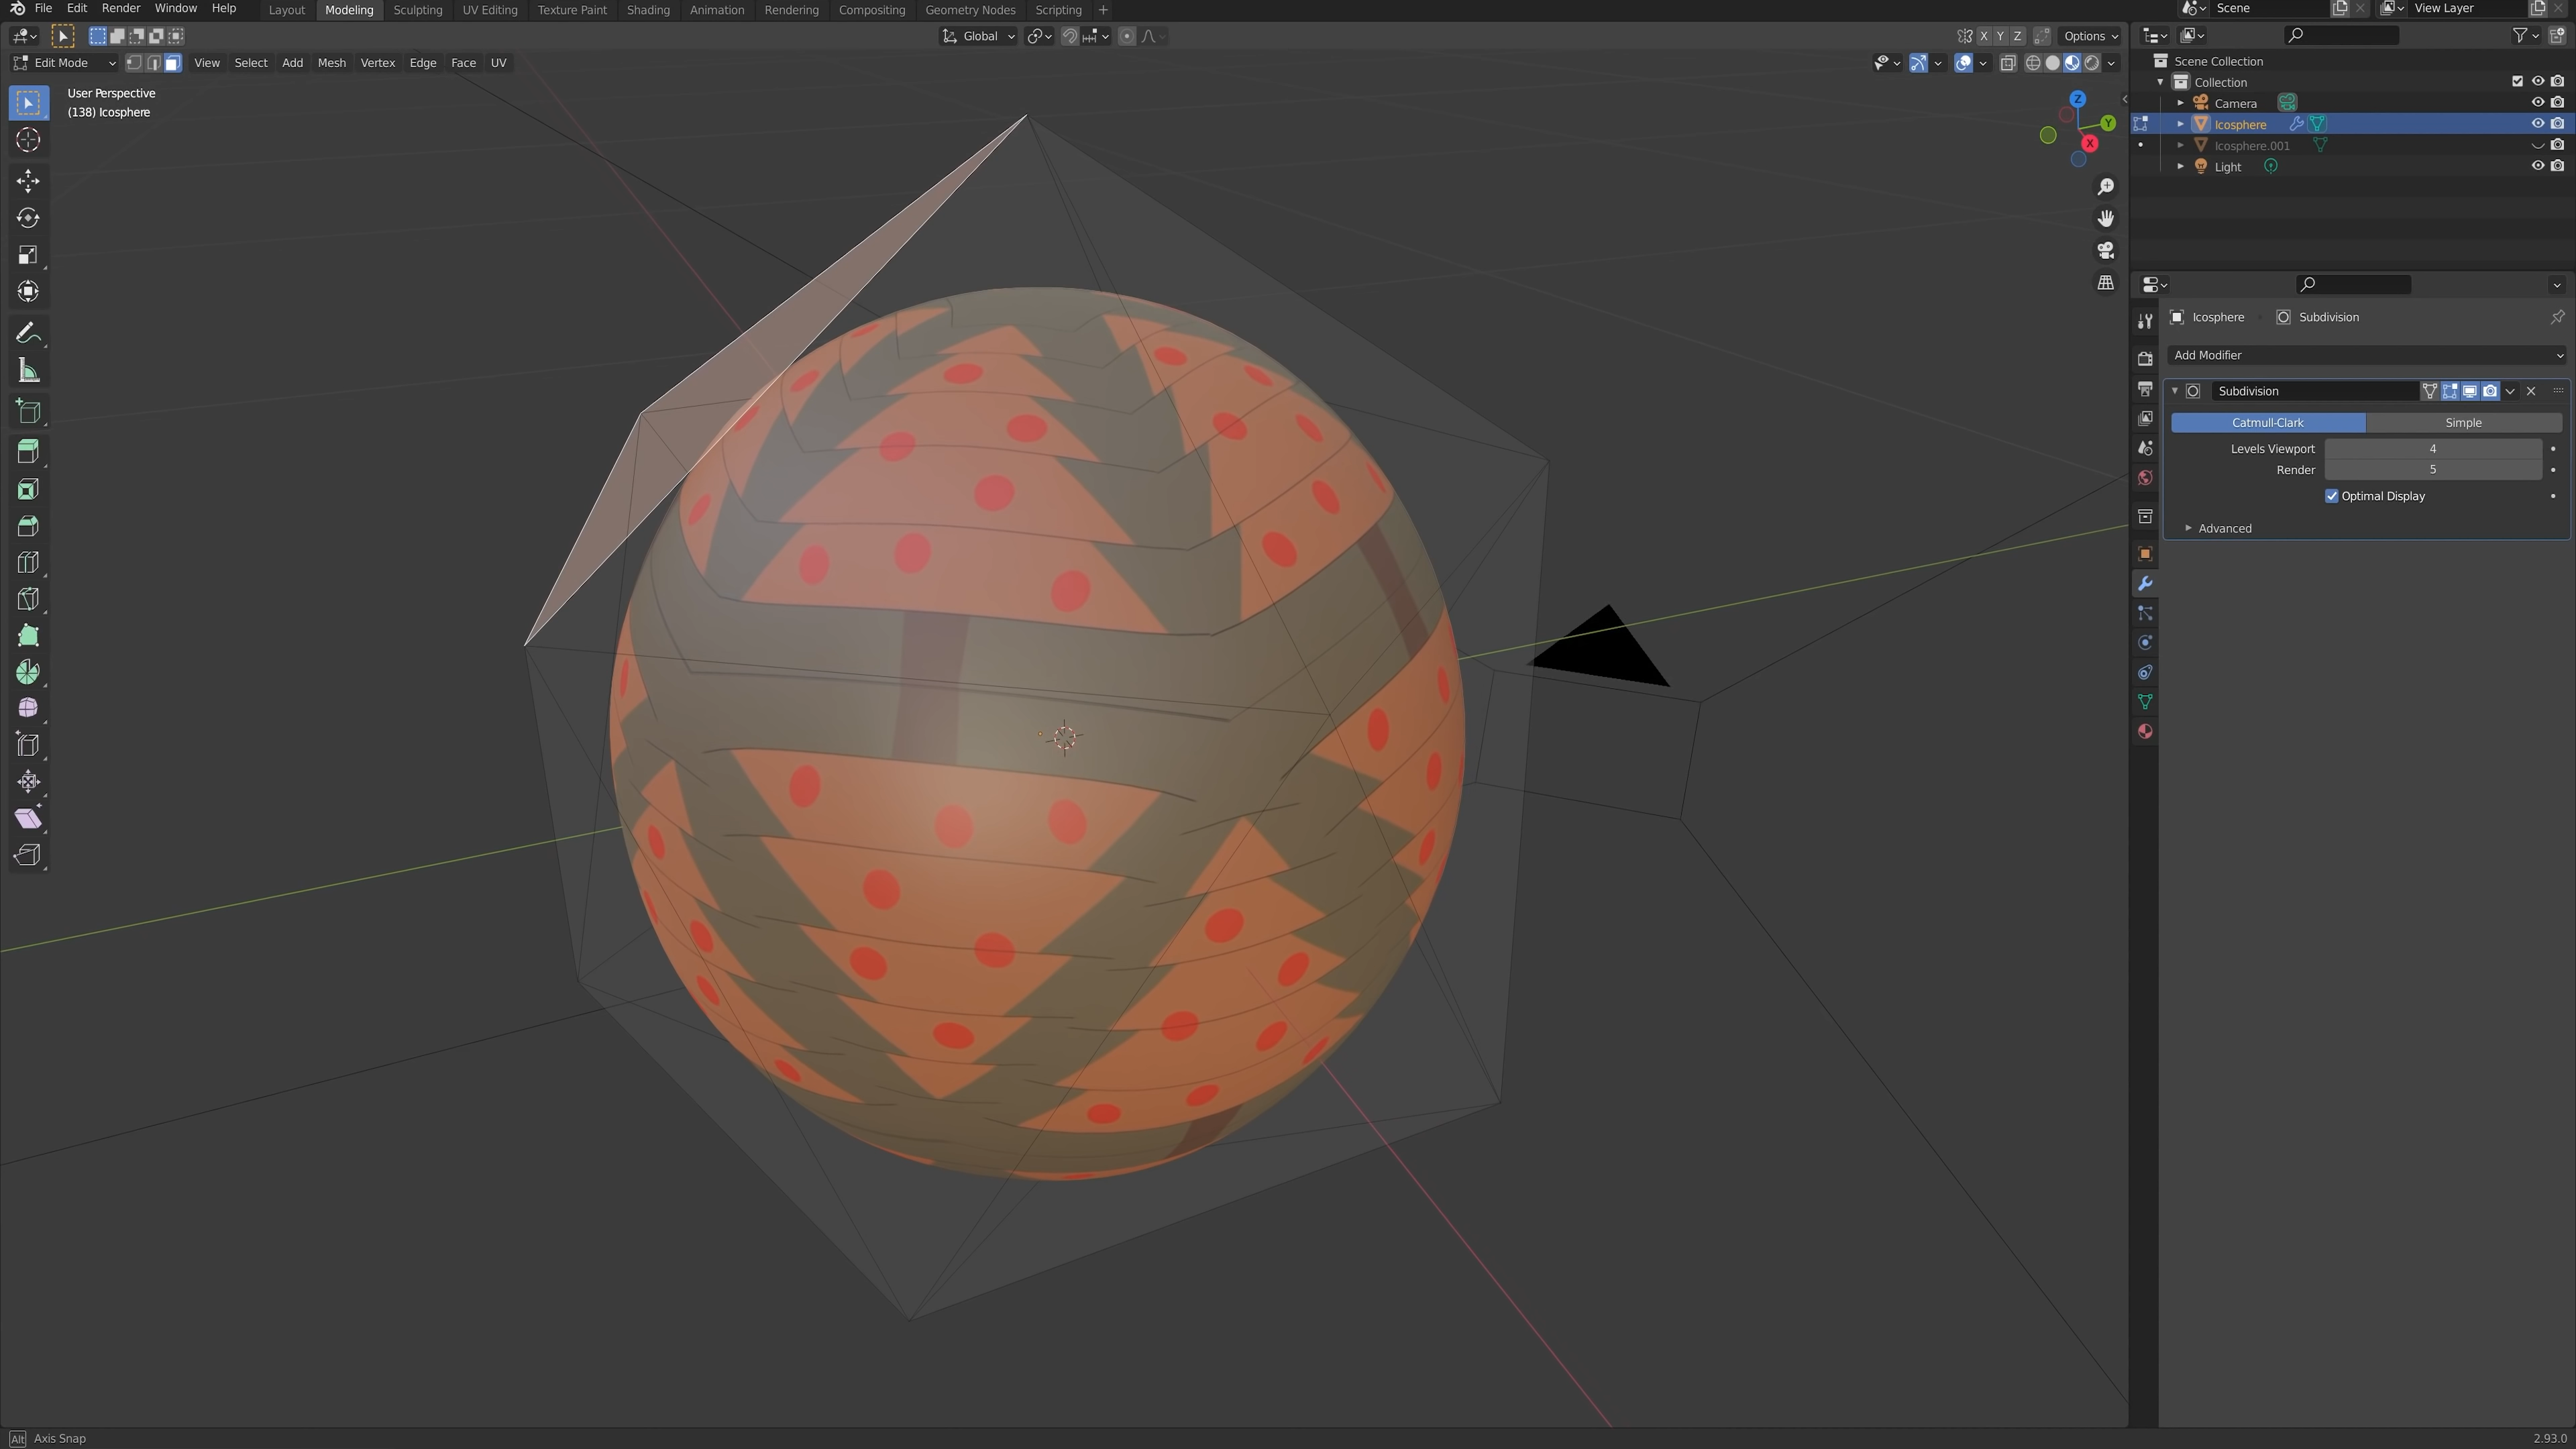 File Edit Render Window Help Layout Modeling Sculpting UV Editing Texture Paint Shading Animation Rendering Compositing Geometry Nodes Scripting + Scene View Layer
Global X Y Z Options
Edit Mode View Select Add Mesh Vertex Edge Face UV
Scene Collection
Collection
User Perspective
(138) Icosphere
Z
Y
X
Camera
Icosphere
Icosphere.001
Light
Icosphere Subdivision
Add Modifier
Subdivision
Catmull-Clark Simple
Levels Viewport 4
Render 5
Optimal Display
Advanced
Alt Axis Snap 2.93.0